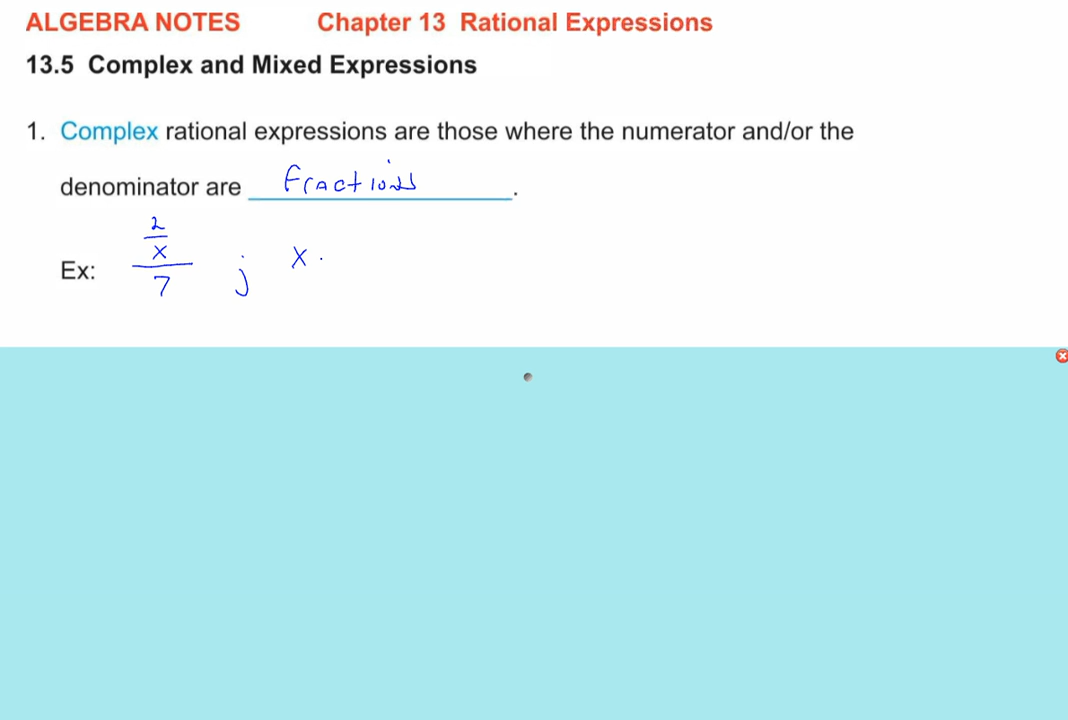 ALGEBRA NOTES Chapter 13 Rational Expressions
13.5 Complex and Mixed Expressions
1. Complex rational expressions are those where the numerator and/or the
denominator are fractions.
2
x
Ex: 7 ; x.